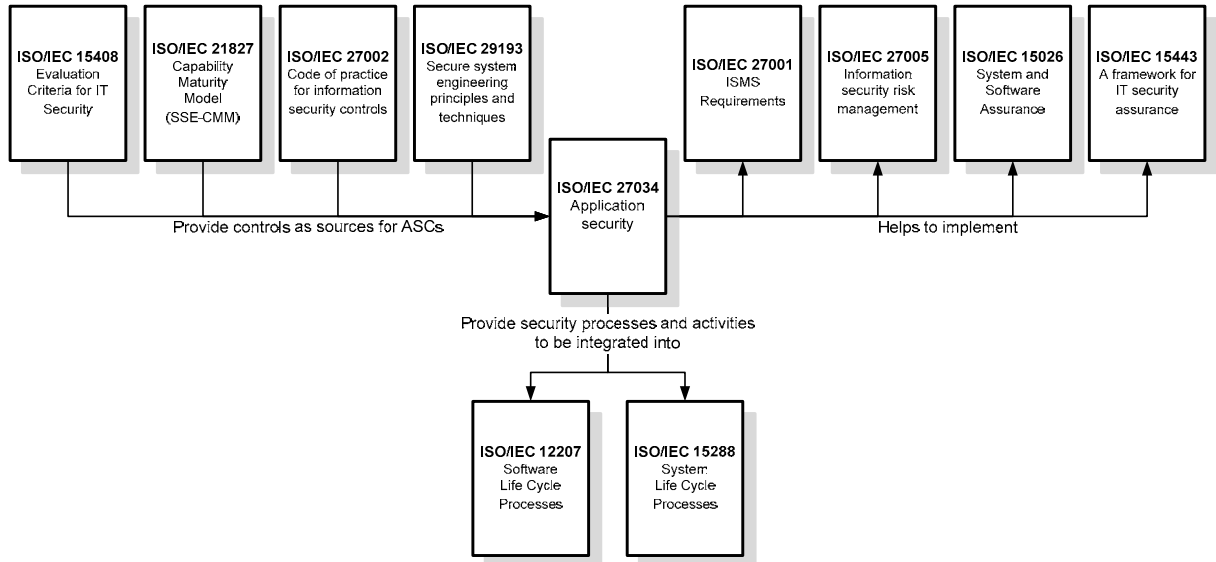 ISO/IEC 15408
Evaluation
Criteria for IT
Security
ISO/IEC 21827
Capability
Maturity
Model
(SSE-CMM)
ISO/IEC 27002
Code of practice
for information
security controls
ISO/IEC 29193
Secure system
engineering
principles and
techniques
ISO/IEC 27001
ISMS
Requirements
ISO/IEC 27005
Information
security risk
management
ISO/IEC 15026
System and
Software
Assurance
ISO/IEC 15443
A framework for
IT security
assurance
ISO/IEC 27034
Application
security
Provide controls as sources for ASCs
Helps to implement
Provide security processes and activities
to be integrated into
ISO/IEC 12207
Software
Life Cycle
Processes
ISO/IEC 15288
System
Life Cycle
Processes